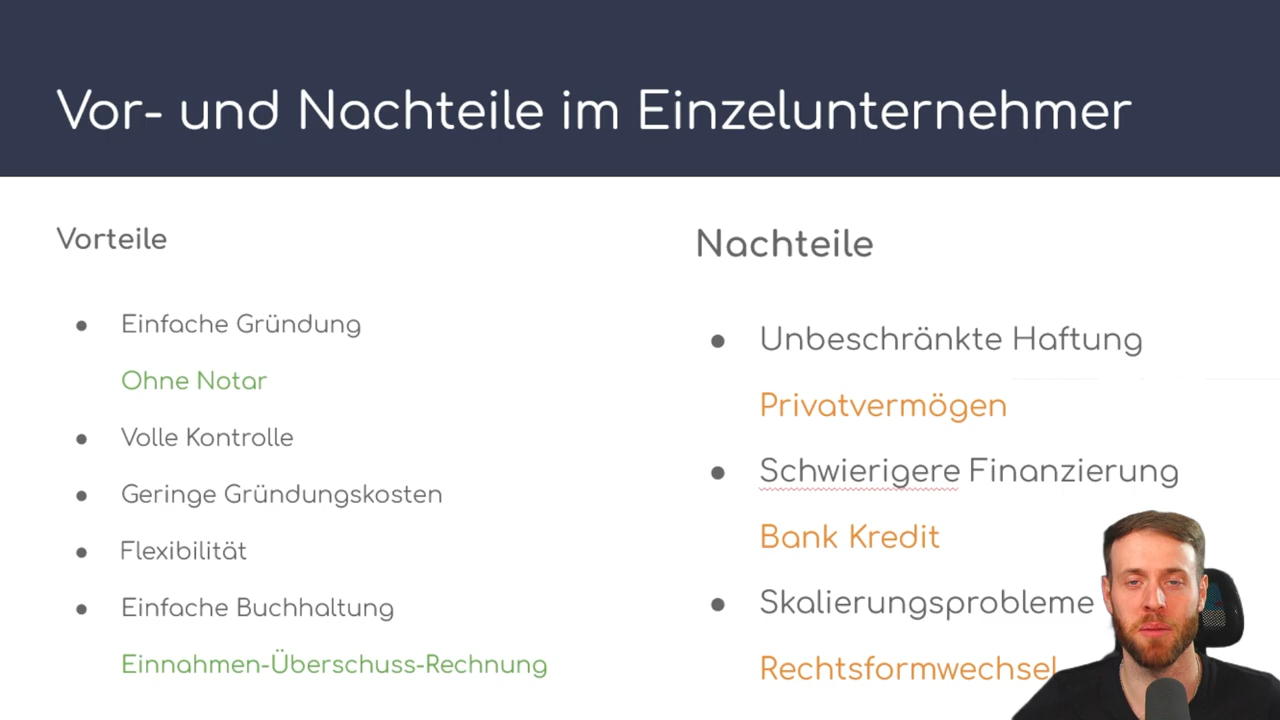 Vor- und Nachteile im Einzelunternehmer
Vorteile
Einfache Gründung
Ohne Notar
Volle Kontrolle
Geringe Gründungskosten
Flexibilität
Einfache Buchhaltung
Einnahmen-Überschuss-Rechnung
Nachteile
Unbeschränkte Haftung
Privatvermögen
Schwierigere Finanzierung
Bank Kredit
Skalierungsprobleme
Rechtsformwechsel